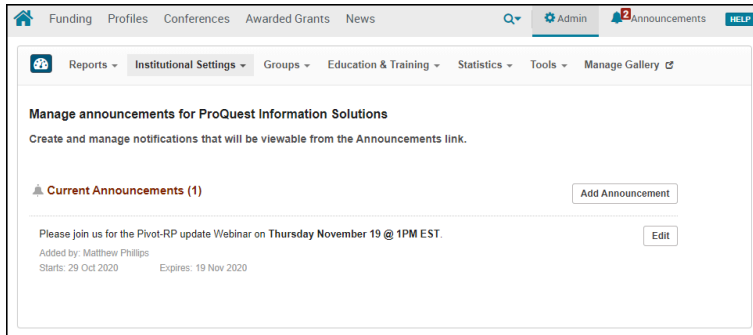 Funding Profiles Conferences Awarded Grants News Admin 2 Announcements HELP
Reports Institutional Settings Groups Education & Training Statistics Tools Manage Gallery
Manage announcements for ProQuest Information Solutions
Create and manage notifications that will be viewable from the Announcements link.
Current Announcements (1) Add Announcement
Please join us for the Pivot-RP update Webinar on Thursday November 19 @ 1PM EST. Edit
Added by: Matthew Phillips
Starts: 29 Oct 2020 Expires: 19 Nov 2020